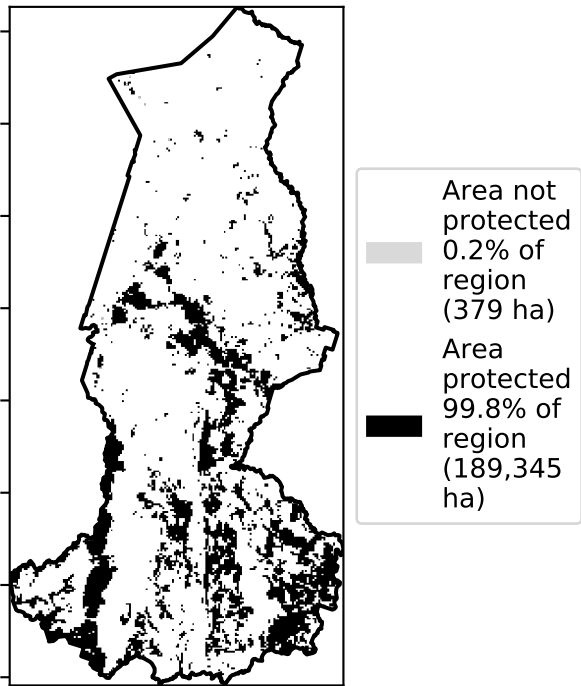 Area not
protected
0.2% of
region
(379 ha)
Area
protected
99.8% of
region
(189,345
ha)